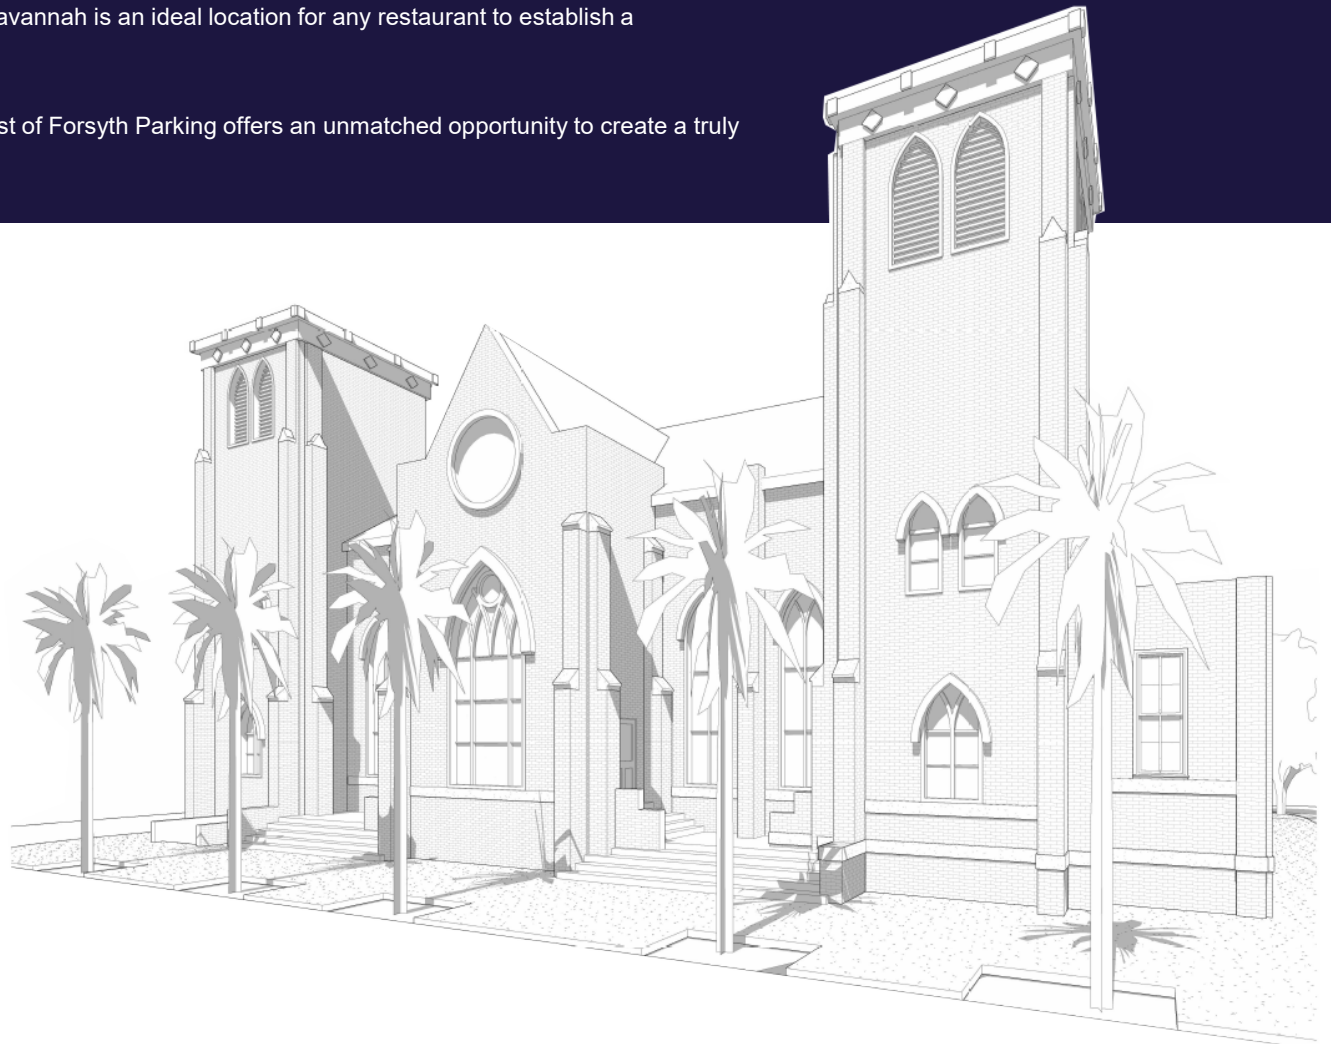 avannah is an ideal location for any restaurant to establish a
st of Forsyth Parking offers an unmatched opportunity to create a truly